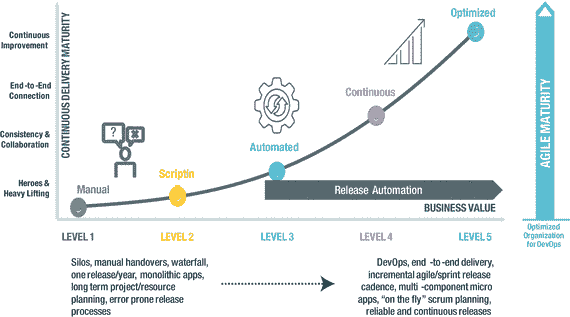 Continuous
Improvement
End-to-End
Connection
Consistency &
Collaboration
Heroes &
Heavy Lifting
CONTINUOUS DELIVERY MATURITY
?
Manual
Scriptin
Automated
Continuous
Optimized
Release Automation
BUSINESS VALUE
LEVEL 1
LEVEL 2
LEVEL 3
LEVEL 4
LEVEL 5
AGILE MATURITY
Optimized
Organization
for DevOps
Silos, manual handovers, waterfall,
one release/year, monolithic apps,
long term project/resource
planning, error prone release
processes
DevOps, end -to-end delivery,
incremental agile/sprint release
cadence, multi -component micro
apps, “on the fly” scrum planning,
reliable and continuous releases